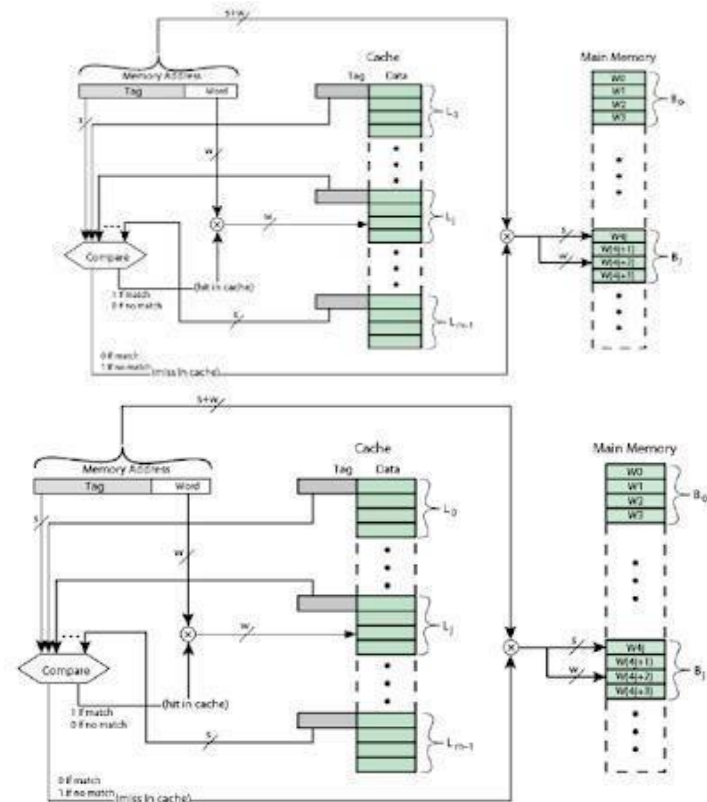 s+w
Cache
Main Memory
Memory Address
Tag Data
Tag Word
W0
W1
W2
W3
B0
L0
s
w
Lj
w
W4j
W(4j+1)
W(4j+2)
W(4j+3)
Bj
s
w
Compare
(hit in cache)
1 if match
0 if no match
s
Lm-1
0 if match
1 if no match
(miss in cache)
s+w
Cache
Main Memory
Memory Address
Tag Data
Tag Word
W0
W1
W2
W3
B0
L0
s
w
Lj
w
W4j
W(4j+1)
W(4j+2)
W(4j+3)
Bj
s
w
Compare
(hit in cache)
1 if match
0 if no match
s
Lm-1
0 if match
1 if no match
(miss in cache)